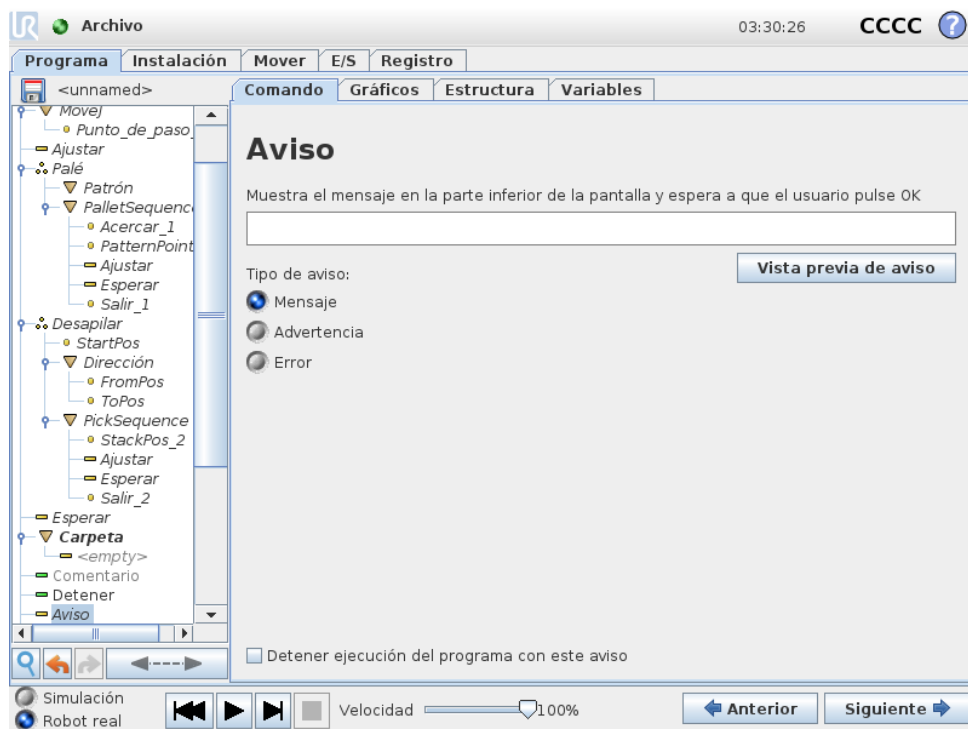 UR Archivo 03:30:26 CCCC ?
Programa Instalación Mover E/S Registro
<unnamed> Comando Gráficos Estructura Variables
MoveJ
Punto_de_paso_
Ajustar
Palé
Patrón
PalletSequence
Acercar_1
PatternPoint
Ajustar
Esperar
Salir_1
Desapilar
StartPos
Dirección
FromPos
ToPos
PickSequence
StackPos_2
Ajustar
Esperar
Salir_2
Esperar
Carpeta
<empty>
Comentario
Detener
Aviso
Aviso
Muestra el mensaje en la parte inferior de la pantalla y espera a que el usuario pulse OK
Vista previa de aviso
Tipo de aviso:
Mensaje
Advertencia
Error
Detener ejecución del programa con este aviso
Simulación
Robot real
Velocidad 100%
Anterior Siguiente